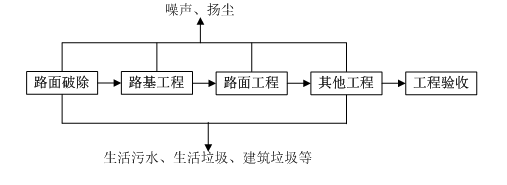 噪声、扬尘
路面破除 路基工程 路面工程 其他工程 工程验收
生活污水、生活垃圾、建筑垃圾等